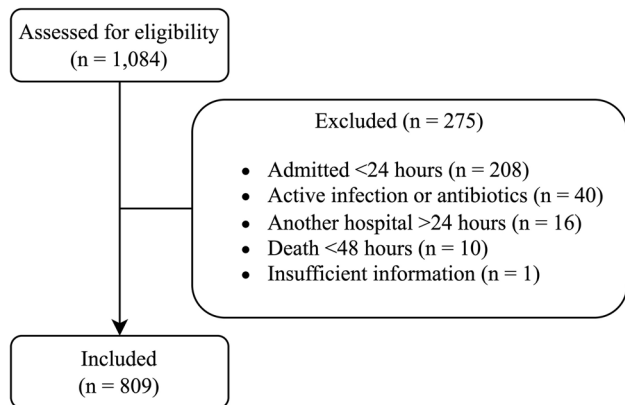 Assessed for eligibility
(n = 1,084)
Excluded (n = 275)
• Admitted <24 hours (n = 208)
• Active infection or antibiotics (n = 40)
• Another hospital >24 hours (n = 16)
• Death <48 hours (n = 10)
• Insufficient information (n = 1)
Included
(n = 809)